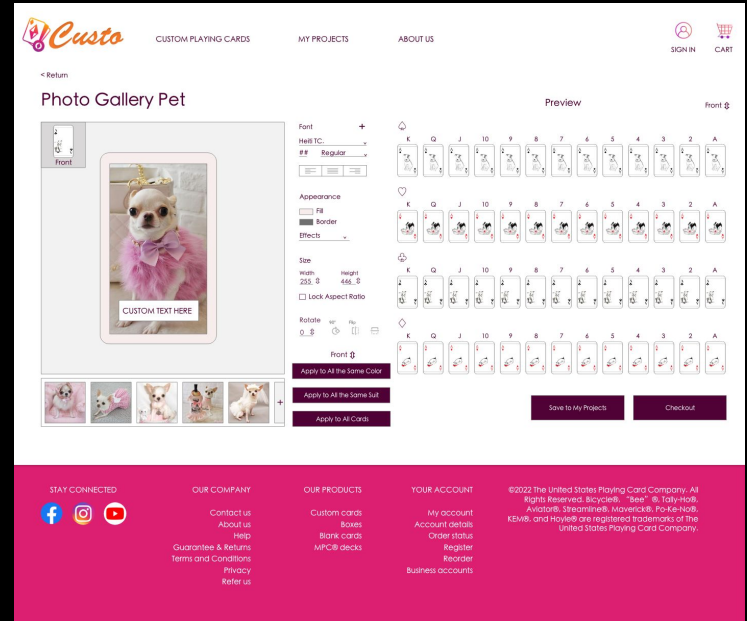 Custo
CUSTOM PLAYING CARDS
MY PROJECTS
ABOUT US
SIGN IN
CART
< Return
Photo Gallery Pet
Front
CUSTOM TEXT HERE
+
Font +
Heiti TC.
## Regular
Appearance
Fill
Border
Effects
Size
Width Height
255 446
Lock Aspect Ratio
Rotate 90° Flip
0
Front
Apply to All the Same Color
Apply to All the Same Suit
Apply to All Cards
Preview
Front
K Q J 10 9 8 7 6 5 4 3 2 A
K Q J 10 9 8 7 6 5 4 3 2 A
K Q J 10 9 8 7 6 5 4 3 2 A
K Q J 10 9 8 7 6 5 4 3 2 A
Save to My Projects
Checkout
STAY CONNECTED
OUR COMPANY
Contact us
About us
Help
Guarantee & Returns
Terms and Conditions
Privacy
Refer us
OUR PRODUCTS
Custom cards
Boxes
Blank cards
MPC® decks
YOUR ACCOUNT
My account
Account details
Order status
Register
Reorder
Business accounts
©2022 The United States Playing Card Company. All
Rights Reserved. Bicycle®, “Bee” ®, Tally-Ho®,
Aviator®, Streamline®, Maverick®, Po-Ke-No®,
KEM®, and Hoyle® are registered trademarks of The
United States Playing Card Company.